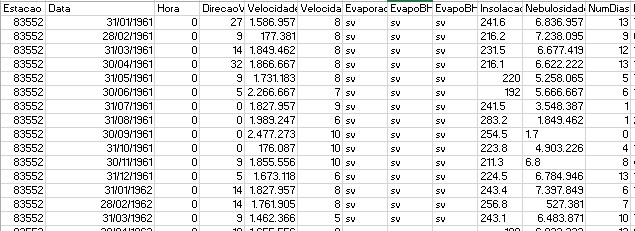 Estacao Data Hora DirecaoV Velocidade Velocida Evaporac EvapoBH EvapoBH Insolacac Nebulosidade NumDias
83552 31/01/1961 0 27 1.586.957 8 sv sv sv 241.6 6.836.957 13
83552 28/02/1961 0 9 177.381 8 sv sv sv 216.2 7.238.095 9
83552 31/03/1961 0 14 1.849.462 8 sv sv sv 231.5 6.677.419 12
83552 30/04/1961 0 32 1.866.667 8 sv sv sv 216.1 6.622.222 13
83552 31/05/1961 0 9 1.731.183 8 sv sv sv 220 5.258.065 5
83552 30/06/1961 0 5 2.266.667 7 sv sv sv 192 5.666.667 6
83552 31/07/1961 0 0 1.827.957 9 sv sv sv 241.5 3.548.387 1
83552 31/08/1961 0 0 1.989.247 6 sv sv sv 283.2 1.849.462 1
83552 30/09/1961 0 0 2.477.273 10 sv sv sv 254.5 1.7 0
83552 31/10/1961 0 0 176.087 10 sv sv sv 223.8 4.903.226 4
83552 30/11/1961 0 9 1.855.556 10 sv sv sv 211.3 6.8 8
83552 31/12/1961 0 5 1.673.118 6 sv sv sv 224.5 6.784.946 13
83552 31/01/1962 0 14 1.827.957 8 sv sv sv 243.4 7.397.849 6
83552 28/02/1962 0 14 1.761.905 8 sv sv sv 256.8 527.381 7
83552 31/03/1962 0 9 1.462.366 5 sv sv sv 243.1 6.483.871 10